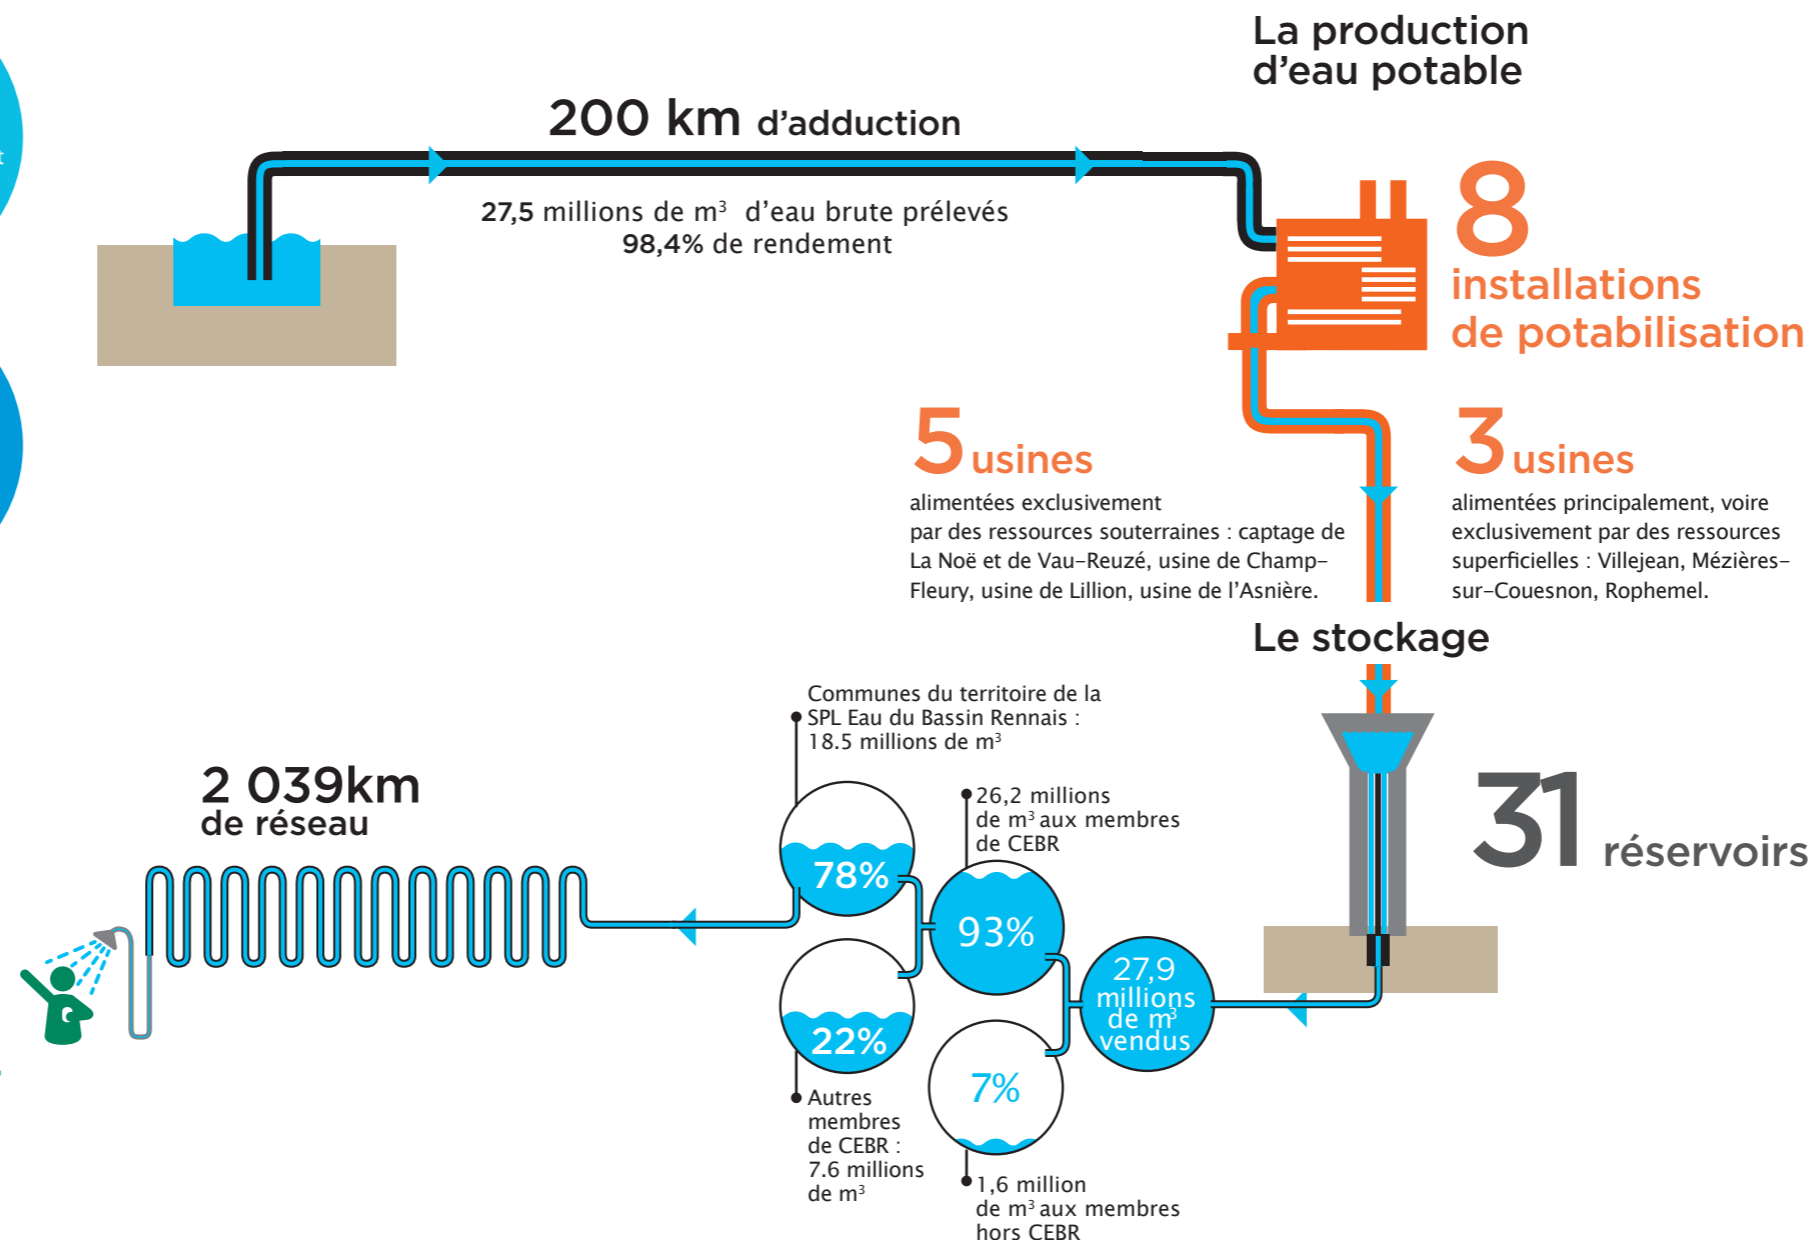 La production
d'eau potable
200 km d'adduction
27,5 millions de m³ d'eau brute prélevés
98,4% de rendement
8
installations
de potabilisation
5 usines
alimentées exclusivement
par des ressources souterraines : captage de
La Noë et de Vau-Reuzé, usine de Champ-
Fleury, usine de Lillion, usine de l'Asnière.
3 usines
alimentées principalement, voire
exclusivement par des ressources
superficielles : Villejean, Mézières-
sur-Couesnon, Rophemel.
Le stockage
31 réservoirs
27,9
millions
de m³
vendus
26,2 millions
de m³ aux membres
de CEBR
93%
7%
1,6 million
de m³ aux membres
hors CEBR
Communes du territoire de la
SPL Eau du Bassin Rennais :
18.5 millions de m³
78%
22%
Autres
membres
de CEBR :
7.6 millions
de m³
2 039km
de réseau
t